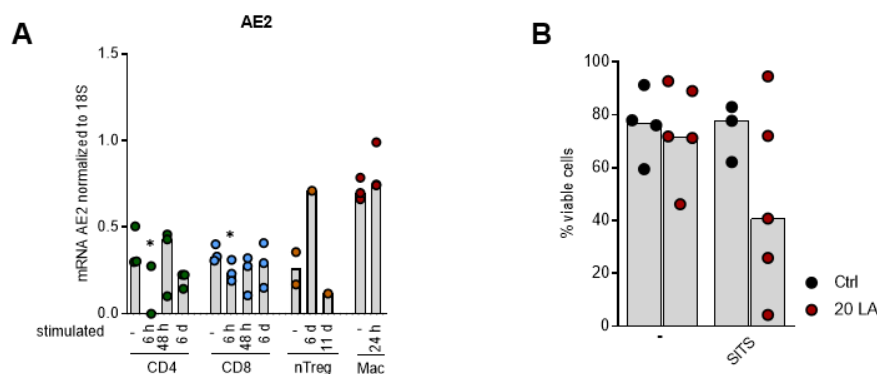 A
AE2
mRNA AE2 normalized to 18S
1.5
1.0
0.5
0.0
*
*
stimulated
- 6 h 48 h 6 d - 6 h 48 h 6 d - 6 d 11 d - 24 h
CD4 CD8 nTreg Mac
B
% viable cells
100
80
60
40
20
0
- SITS
Ctrl
20 LA